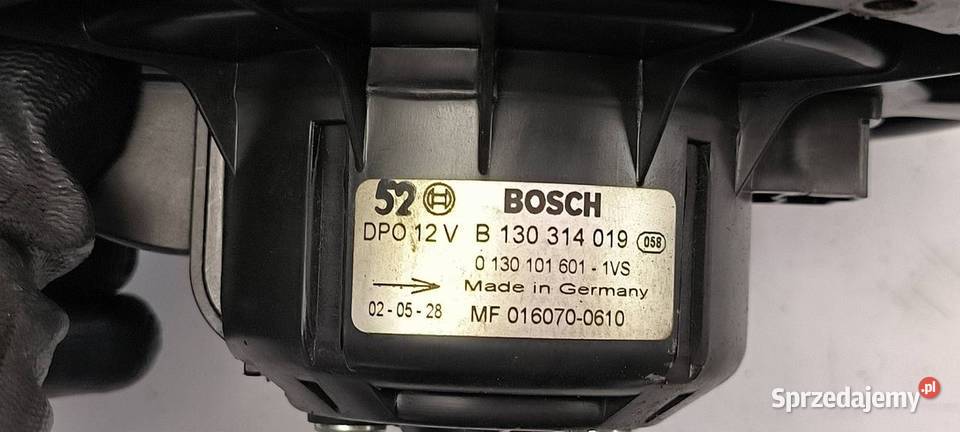 52 BOSCH
DPO 12 V B 130 314 019 058
0 130 101 601 - 1VS
Made in Germany
02-05-28 MF 016070-0610
Sprzedajemy.pl